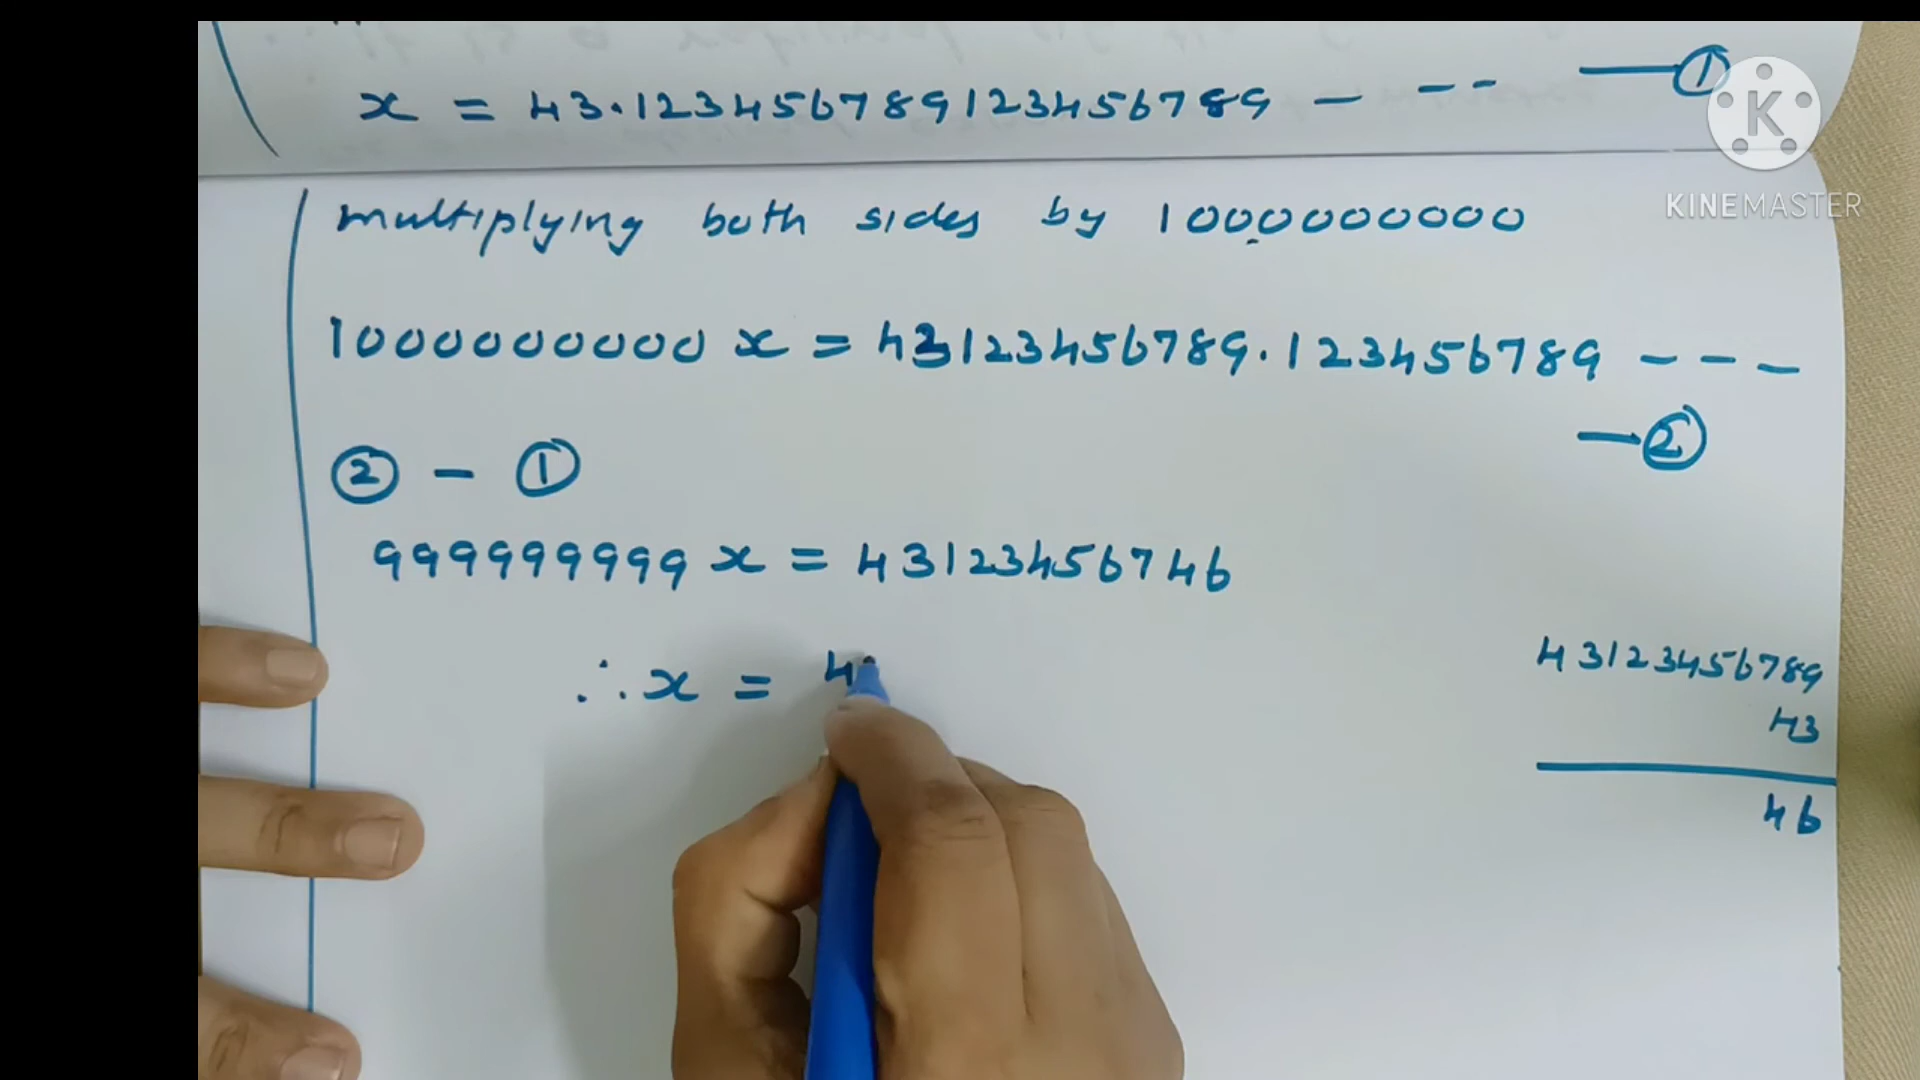 x = 43.123456789123456789 — - - — ①
K
KINEMASTER
multiplying both sides by 1000000000
1000000000 x = 43123456789.123456789 - - -
— ②
② - ①
999999999 x = 43123456746
∴ x = 4
43123456789
43
46